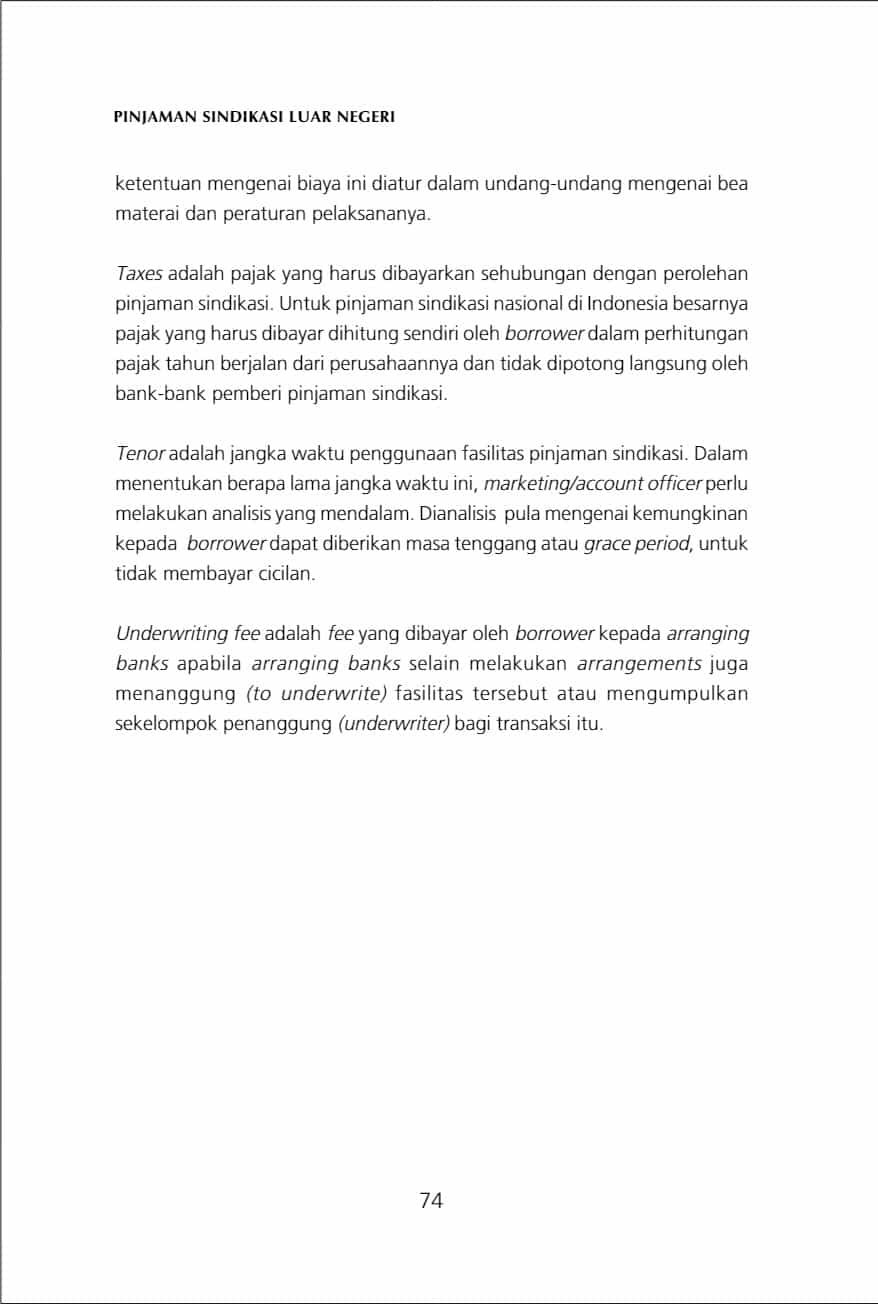 PINJAMAN SINDIKASI LUAR NEGERI
ketentuan mengenai biaya ini diatur dalam undang-undang mengenai bea
materai dan peraturan pelaksananya.
Taxes adalah pajak yang harus dibayarkan sehubungan dengan perolehan
pinjaman sindikasi. Untuk pinjaman sindikasi nasional di Indonesia besarnya
pajak yang harus dibayar dihitung sendiri oleh borrower dalam perhitungan
pajak tahun berjalan dari perusahaannya dan tidak dipotong langsung oleh
bank-bank pemberi pinjaman sindikasi.
Tenor adalah jangka waktu penggunaan fasilitas pinjaman sindikasi. Dalam
menentukan berapa lama jangka waktu ini, marketing/account officer perlu
melakukan analisis yang mendalam. Dianalisis pula mengenai kemungkinan
kepada borrower dapat diberikan masa tenggang atau grace period, untuk
tidak membayar cicilan.
Underwriting fee adalah fee yang dibayar oleh borrower kepada arranging
banks apabila arranging banks selain melakukan arrangements juga
menanggung (to underwrite) fasilitas tersebut atau mengumpulkan
sekelompok penanggung (underwriter) bagi transaksi itu.
74